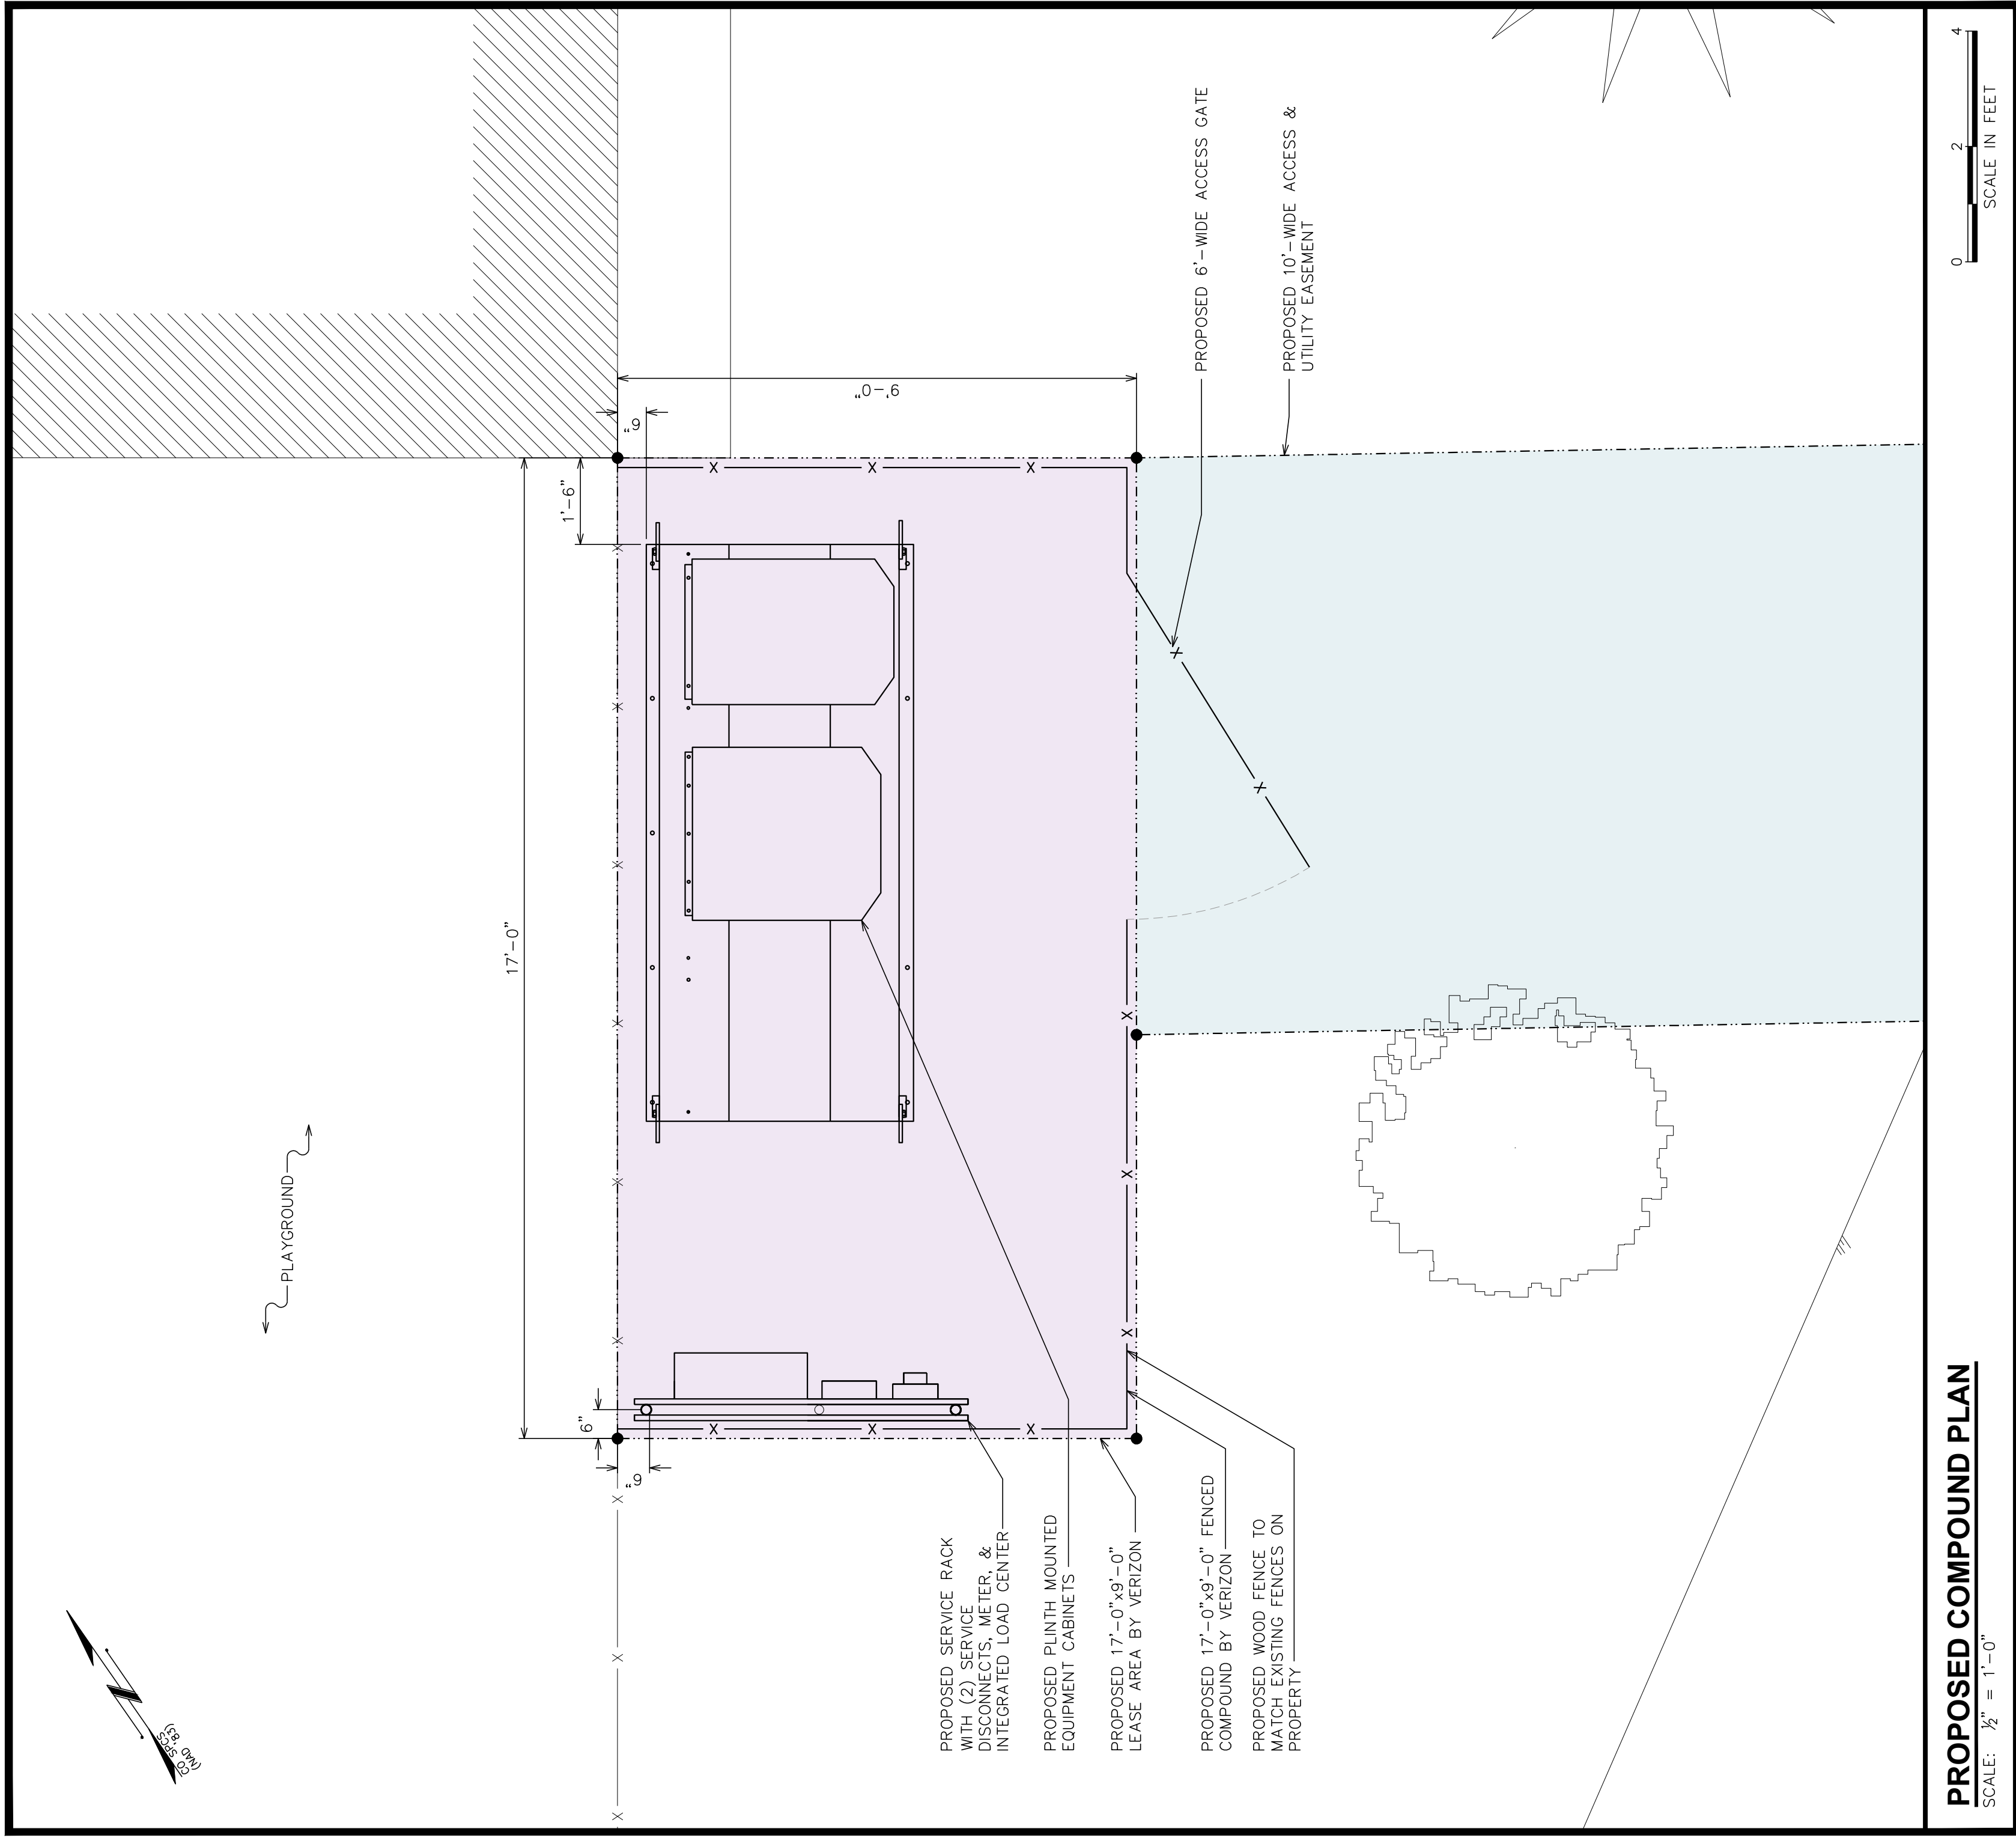 PLAYGROUND
CO SPCS
(NAD '83)
17'-0"
1'-6"
6"
9'-0"
6"
6"
PROPOSED SERVICE RACK
WITH (2) SERVICE
DISCONNECTS, METER, &
INTEGRATED LOAD CENTER
PROPOSED PLINTH MOUNTED
EQUIPMENT CABINETS
PROPOSED 17'-0"x9'-0"
LEASE AREA BY VERIZON
PROPOSED 17'-0"x9'-0" FENCED
COMPOUND BY VERIZON
PROPOSED WOOD FENCE TO
MATCH EXISTING FENCES ON
PROPERTY
PROPOSED 6'-WIDE ACCESS GATE
PROPOSED 10'-WIDE ACCESS &
UTILITY EASEMENT
PROPOSED COMPOUND PLAN
SCALE: ½" = 1'-0"
0 2 4
SCALE IN FEET